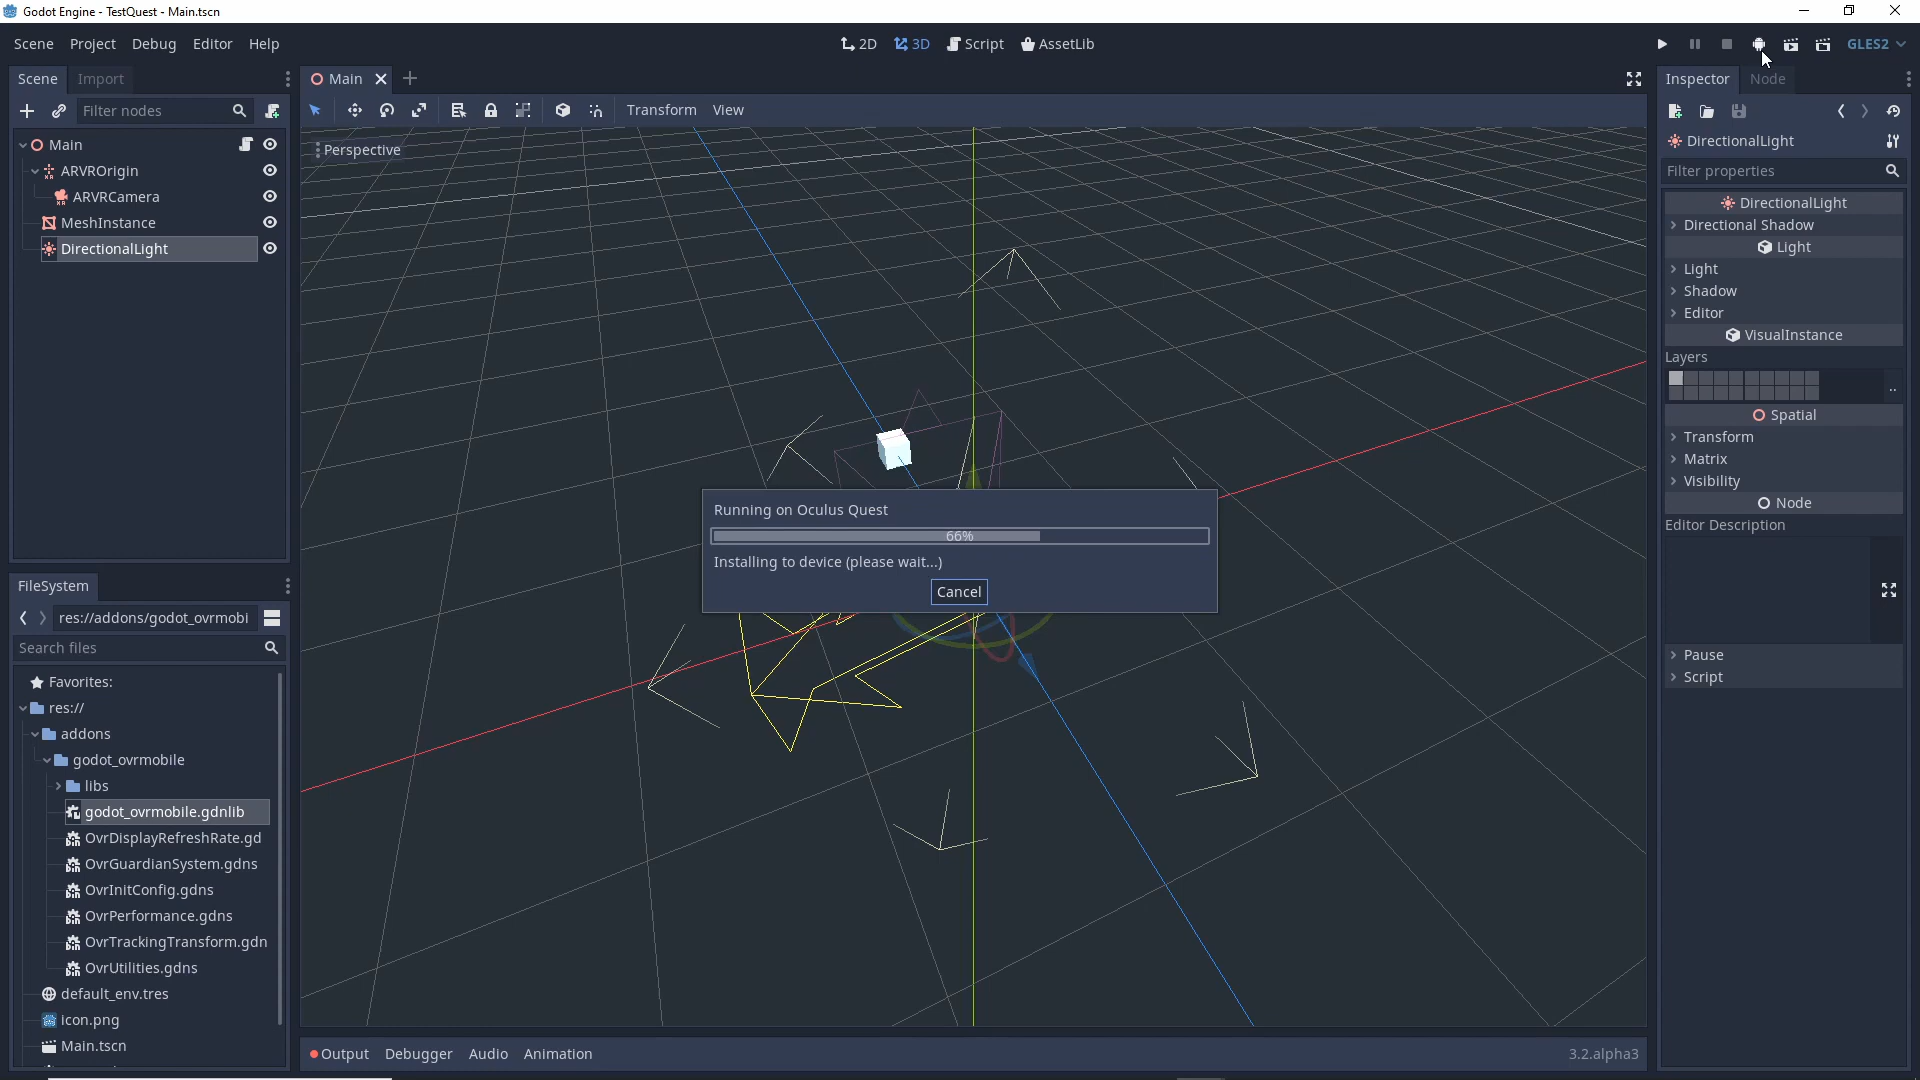 Godot Engine - TestQuest - Main.tscn
Scene Project Debug Editor Help
2D 3D Script AssetLib
GLES2
Scene Import
Filter nodes
Main
ARVROrigin
ARVRCamera
MeshInstance
DirectionalLight
FileSystem
res://addons/godot_ovrmobi
Search files
Favorites:
res://
addons
godot_ovrmobile
libs
godot_ovrmobile.gdnlib
OvrDisplayRefreshRate.gd
OvrGuardianSystem.gdns
OvrInitConfig.gdns
OvrPerformance.gdns
OvrTrackingTransform.gdn
OvrUtilities.gdns
default_env.tres
icon.png
Main.tscn
Main
Transform View
Perspective
Running on Oculus Quest
66%
Installing to device (please wait...)
Cancel
Output Debugger Audio Animation
3.2.alpha3
Inspector Node
DirectionalLight
Filter properties
DirectionalLight
Directional Shadow
Light
Light
Shadow
Editor
VisualInstance
Layers
..
Spatial
Transform
Matrix
Visibility
Node
Editor Description
Pause
Script